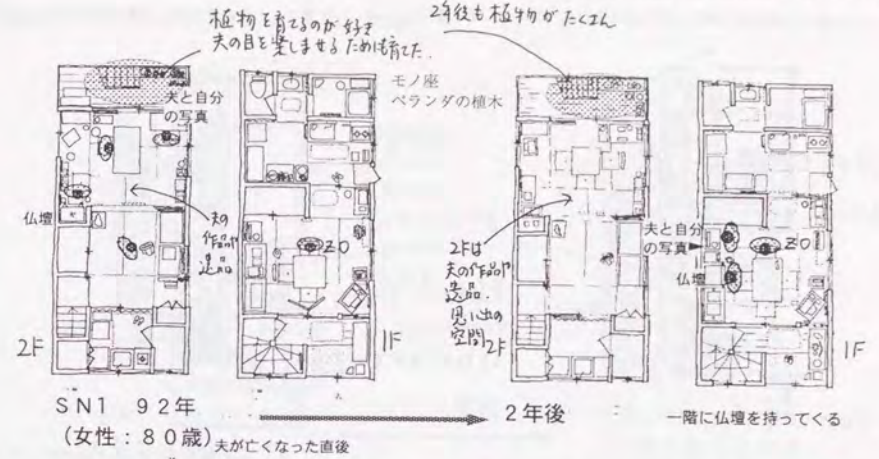 植物を育てるのが好き
夫の目を楽しませるためにも育てた.
2年後も植物がたくさん
モノ座
ベランダの植木
夫と自分
の写真
仏壇
夫の
作品や
遺品
ZO
2F
1F
2Fは
夫の作品や
遺品.
思い出の
空間
2F
夫と自分
の写真
仏壇
ZO
1F
SN1 92年
(女性:80歳)
夫が亡くなった直後
2年後
一階に仏壇を持ってくる